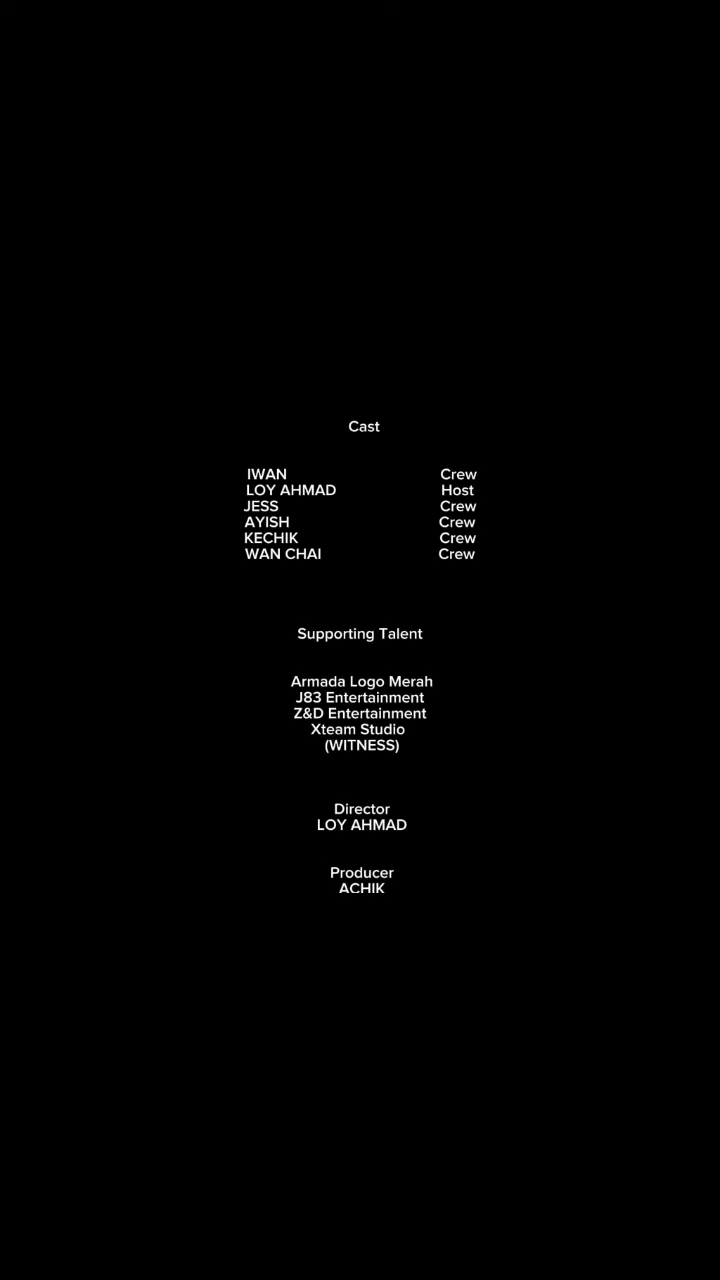 Cast
IWAN Crew
LOY AHMAD Host
JESS Crew
AYISH Crew
KECHIK Crew
WAN CHAI Crew
Supporting Talent
Armada Logo Merah
J83 Entertainment
Z&D Entertainment
Xteam Studio
(WITNESS)
Director
LOY AHMAD
Producer
ACHIK